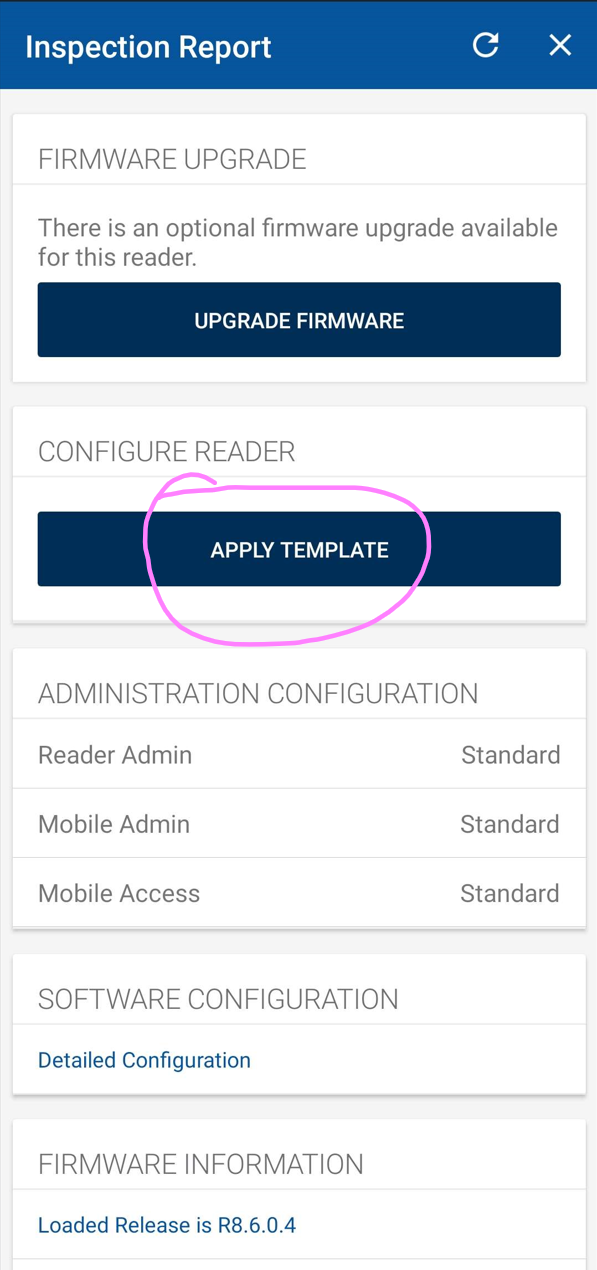 Inspection Report
FIRMWARE UPGRADE
There is an optional firmware upgrade available
for this reader.
UPGRADE FIRMWARE
CONFIGURE READER
APPLY TEMPLATE
ADMINISTRATION CONFIGURATION
Reader Admin Standard
Mobile Admin Standard
Mobile Access Standard
SOFTWARE CONFIGURATION
Detailed Configuration
FIRMWARE INFORMATION
Loaded Release is R8.6.0.4